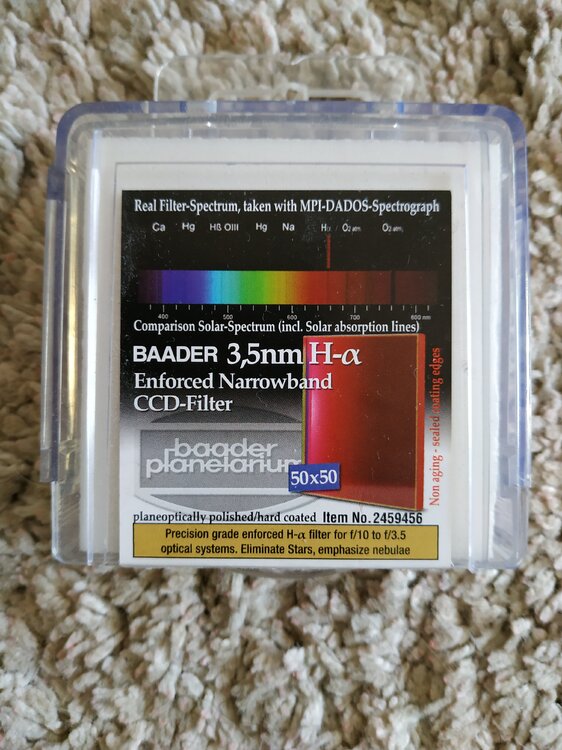 Real Filter-Spectrum, taken with MPI-DADOS-Spectrograph
Ca Hg Hß OIII Hg Na Hα O₂ atm. O₂ atm.
400 500 600 700 800 nm
Comparison Solar-Spectrum (incl. Solar absorption lines)
BAADER 3,5nm H-α
Enforced Narrowband
CCD-Filter
baader
planetarium
50x50
Non aging - sealed coating edges
planeoptically polished/hard coated Item No. 2459456
Precision grade enforced H-α filter for f/10 to f/3.5
optical systems. Eliminate Stars, emphasize nebulae